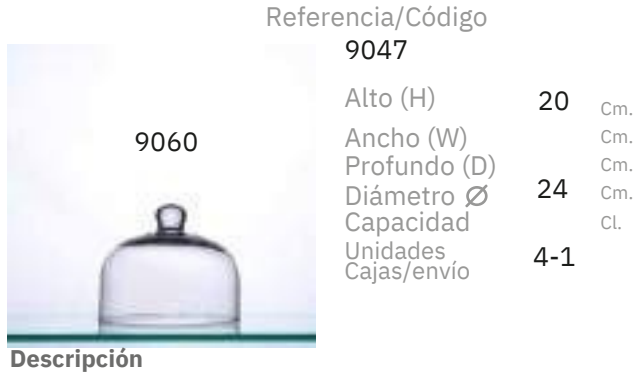 Referencia/Código
9047
9060
Alto (H) 20 Cm.
Ancho (W) Cm.
Profundo (D) Cm.
Diámetro Ø 24 Cm.
Capacidad Cl.
Unidades
Cajas/envío 4-1
Descripción